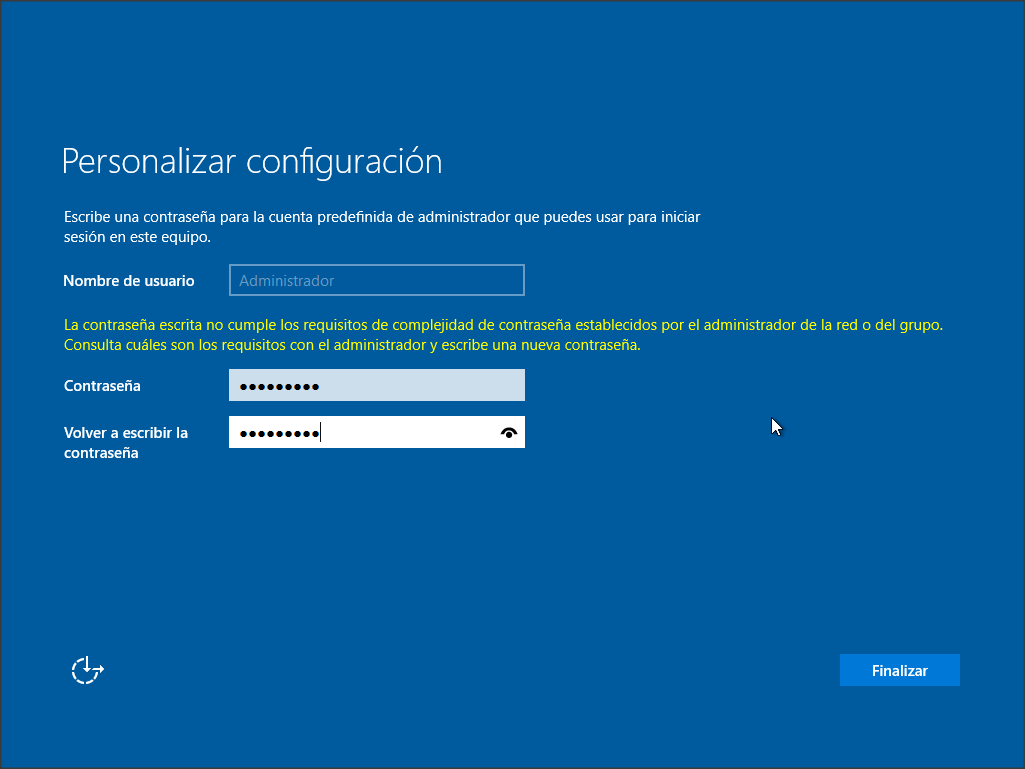 Personalizar configuración
Escribe una contraseña para la cuenta predefinida de administrador que puedes usar para iniciar
sesión en este equipo.
Nombre de usuario
Administrador
La contraseña escrita no cumple los requisitos de complejidad de contraseña establecidos por el administrador de la red o del grupo.
Consulta cuáles son los requisitos con el administrador y escribe una nueva contraseña.
Contraseña
●●●●●●●●●
Volver a escribir la
contraseña
●●●●●●●●●
Finalizar